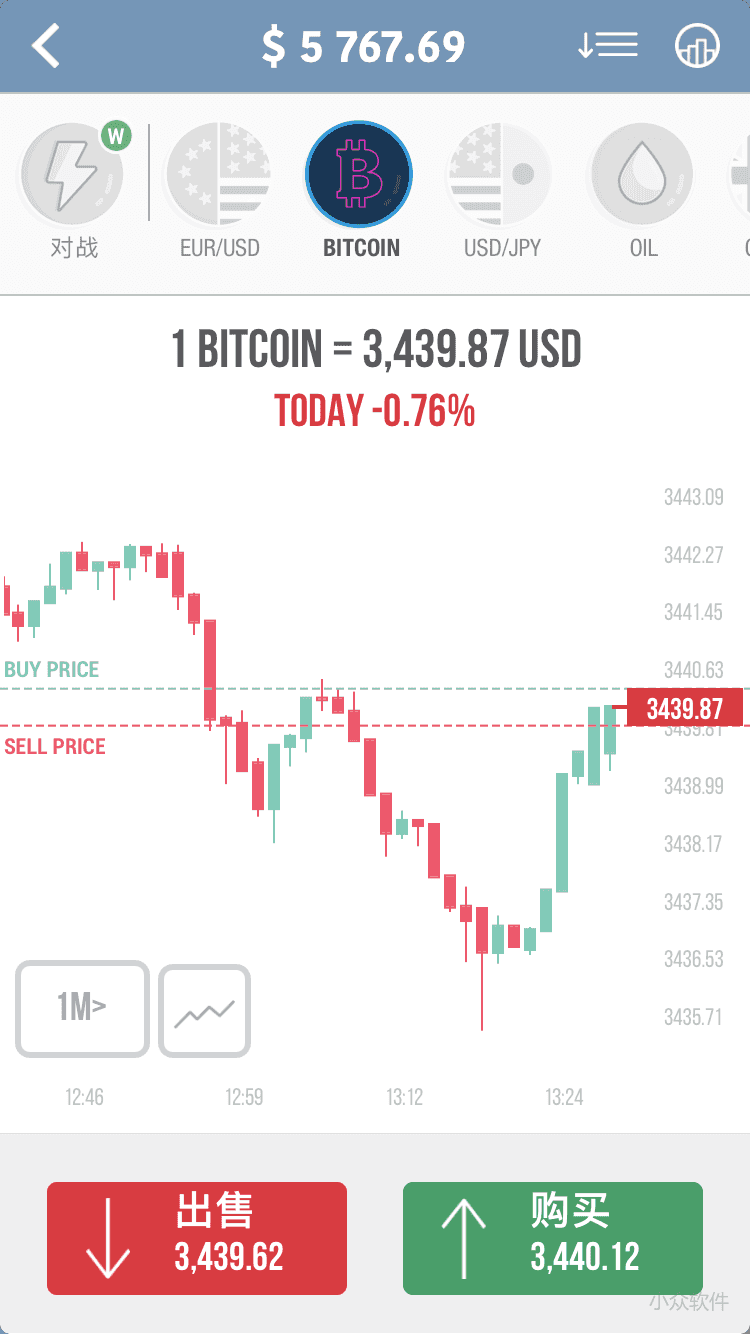 $ 5 767.69
W
对战
EUR/USD
BITCOIN
USD/JPY
OIL
1 BITCOIN = 3,439.87 USD
TODAY -0.76%
3443.09
3442.27
3441.45
3440.63
BUY PRICE
3439.87
3439.81
SELL PRICE
3438.99
3438.17
3437.35
3436.53
3435.71
1M>
12:46
12:59
13:12
13:24
出售
3,439.62
购买
3,440.12
小众软件